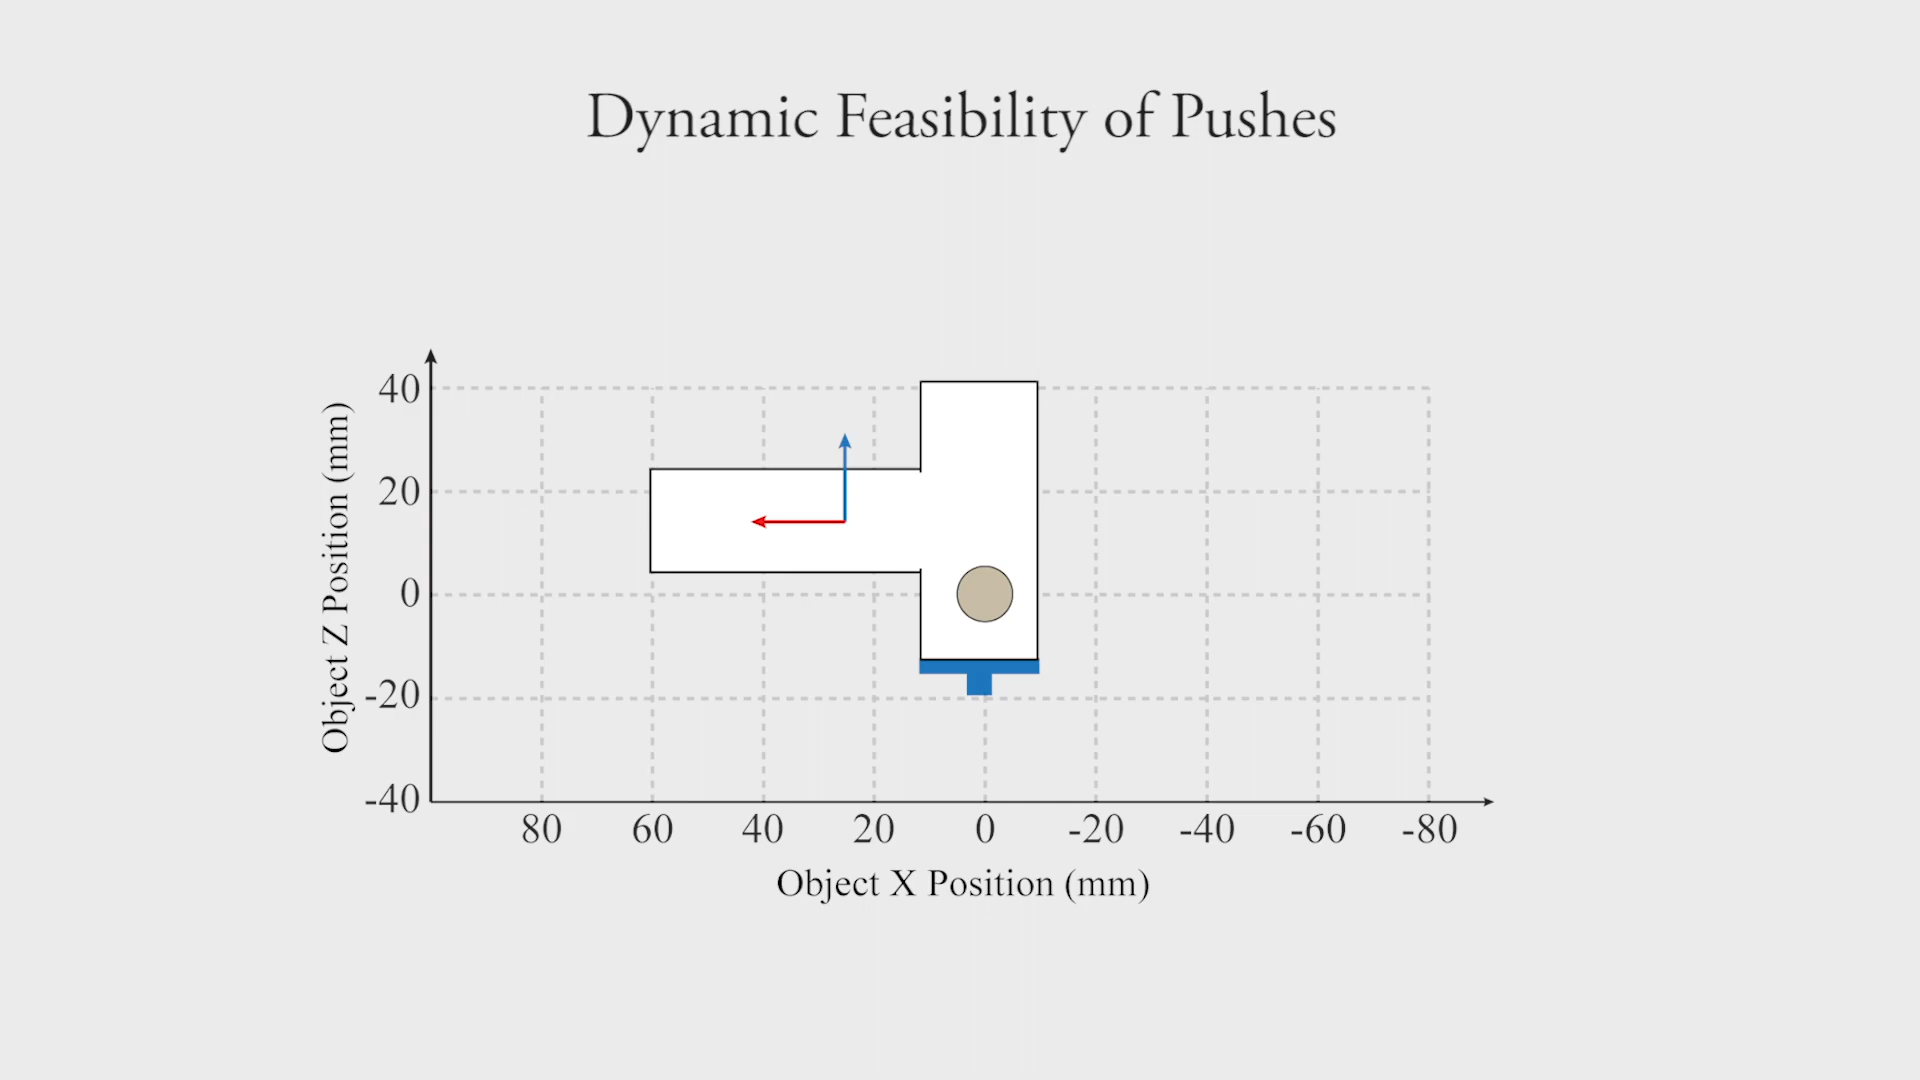 Dynamic Feasibility of Pushes
Object Z Position (mm)
40
20
0
-20
-40
80 60 40 20 0 -20 -40 -60 -80
Object X Position (mm)